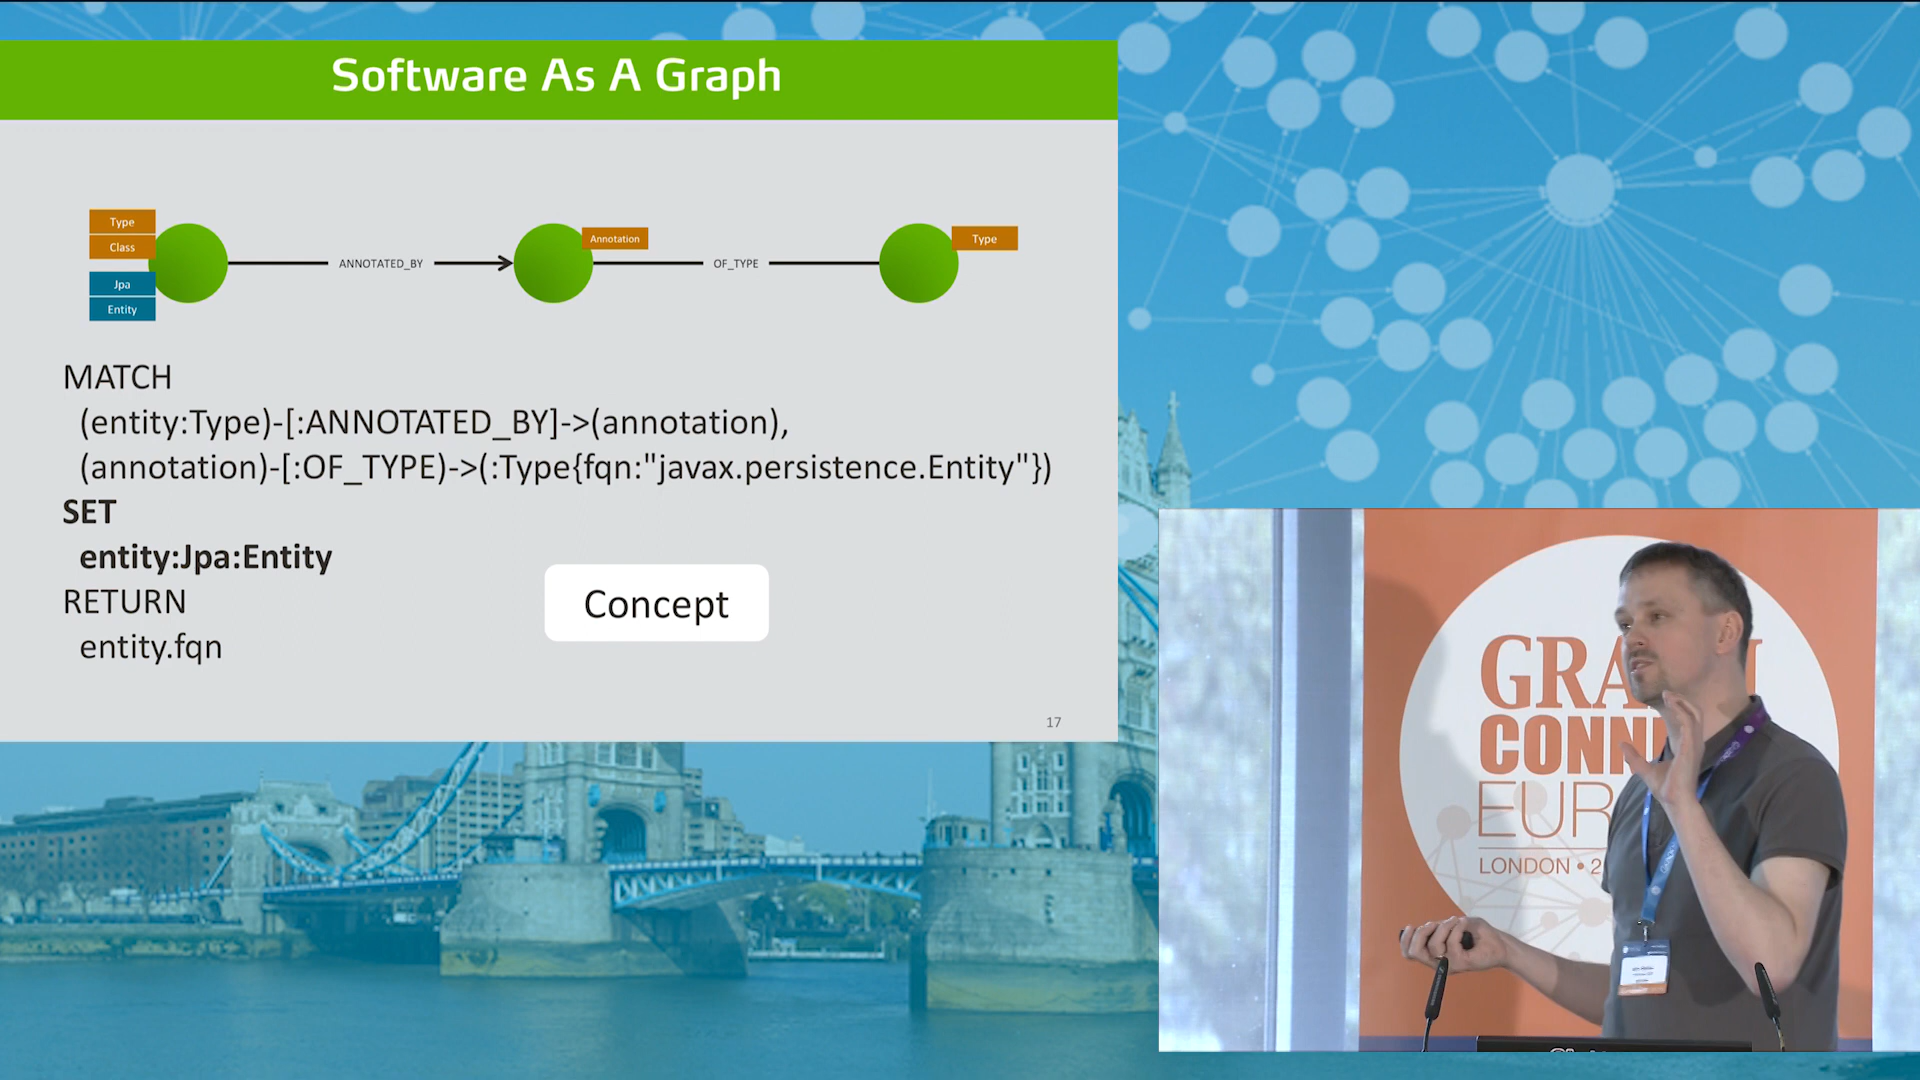 Software As A Graph
Type
Class
Jpa
Entity
ANNOTATED_BY
Annotation
OF_TYPE
Type
MATCH
(entity:Type)-[:ANNOTATED_BY]->(annotation),
(annotation)-[:OF_TYPE)->(:Type{fqn:"javax.persistence.Entity"})
SET
entity:Jpa:Entity
RETURN
entity.fqn
Concept
17
GRA
CONN
EUR
LONDON • 2